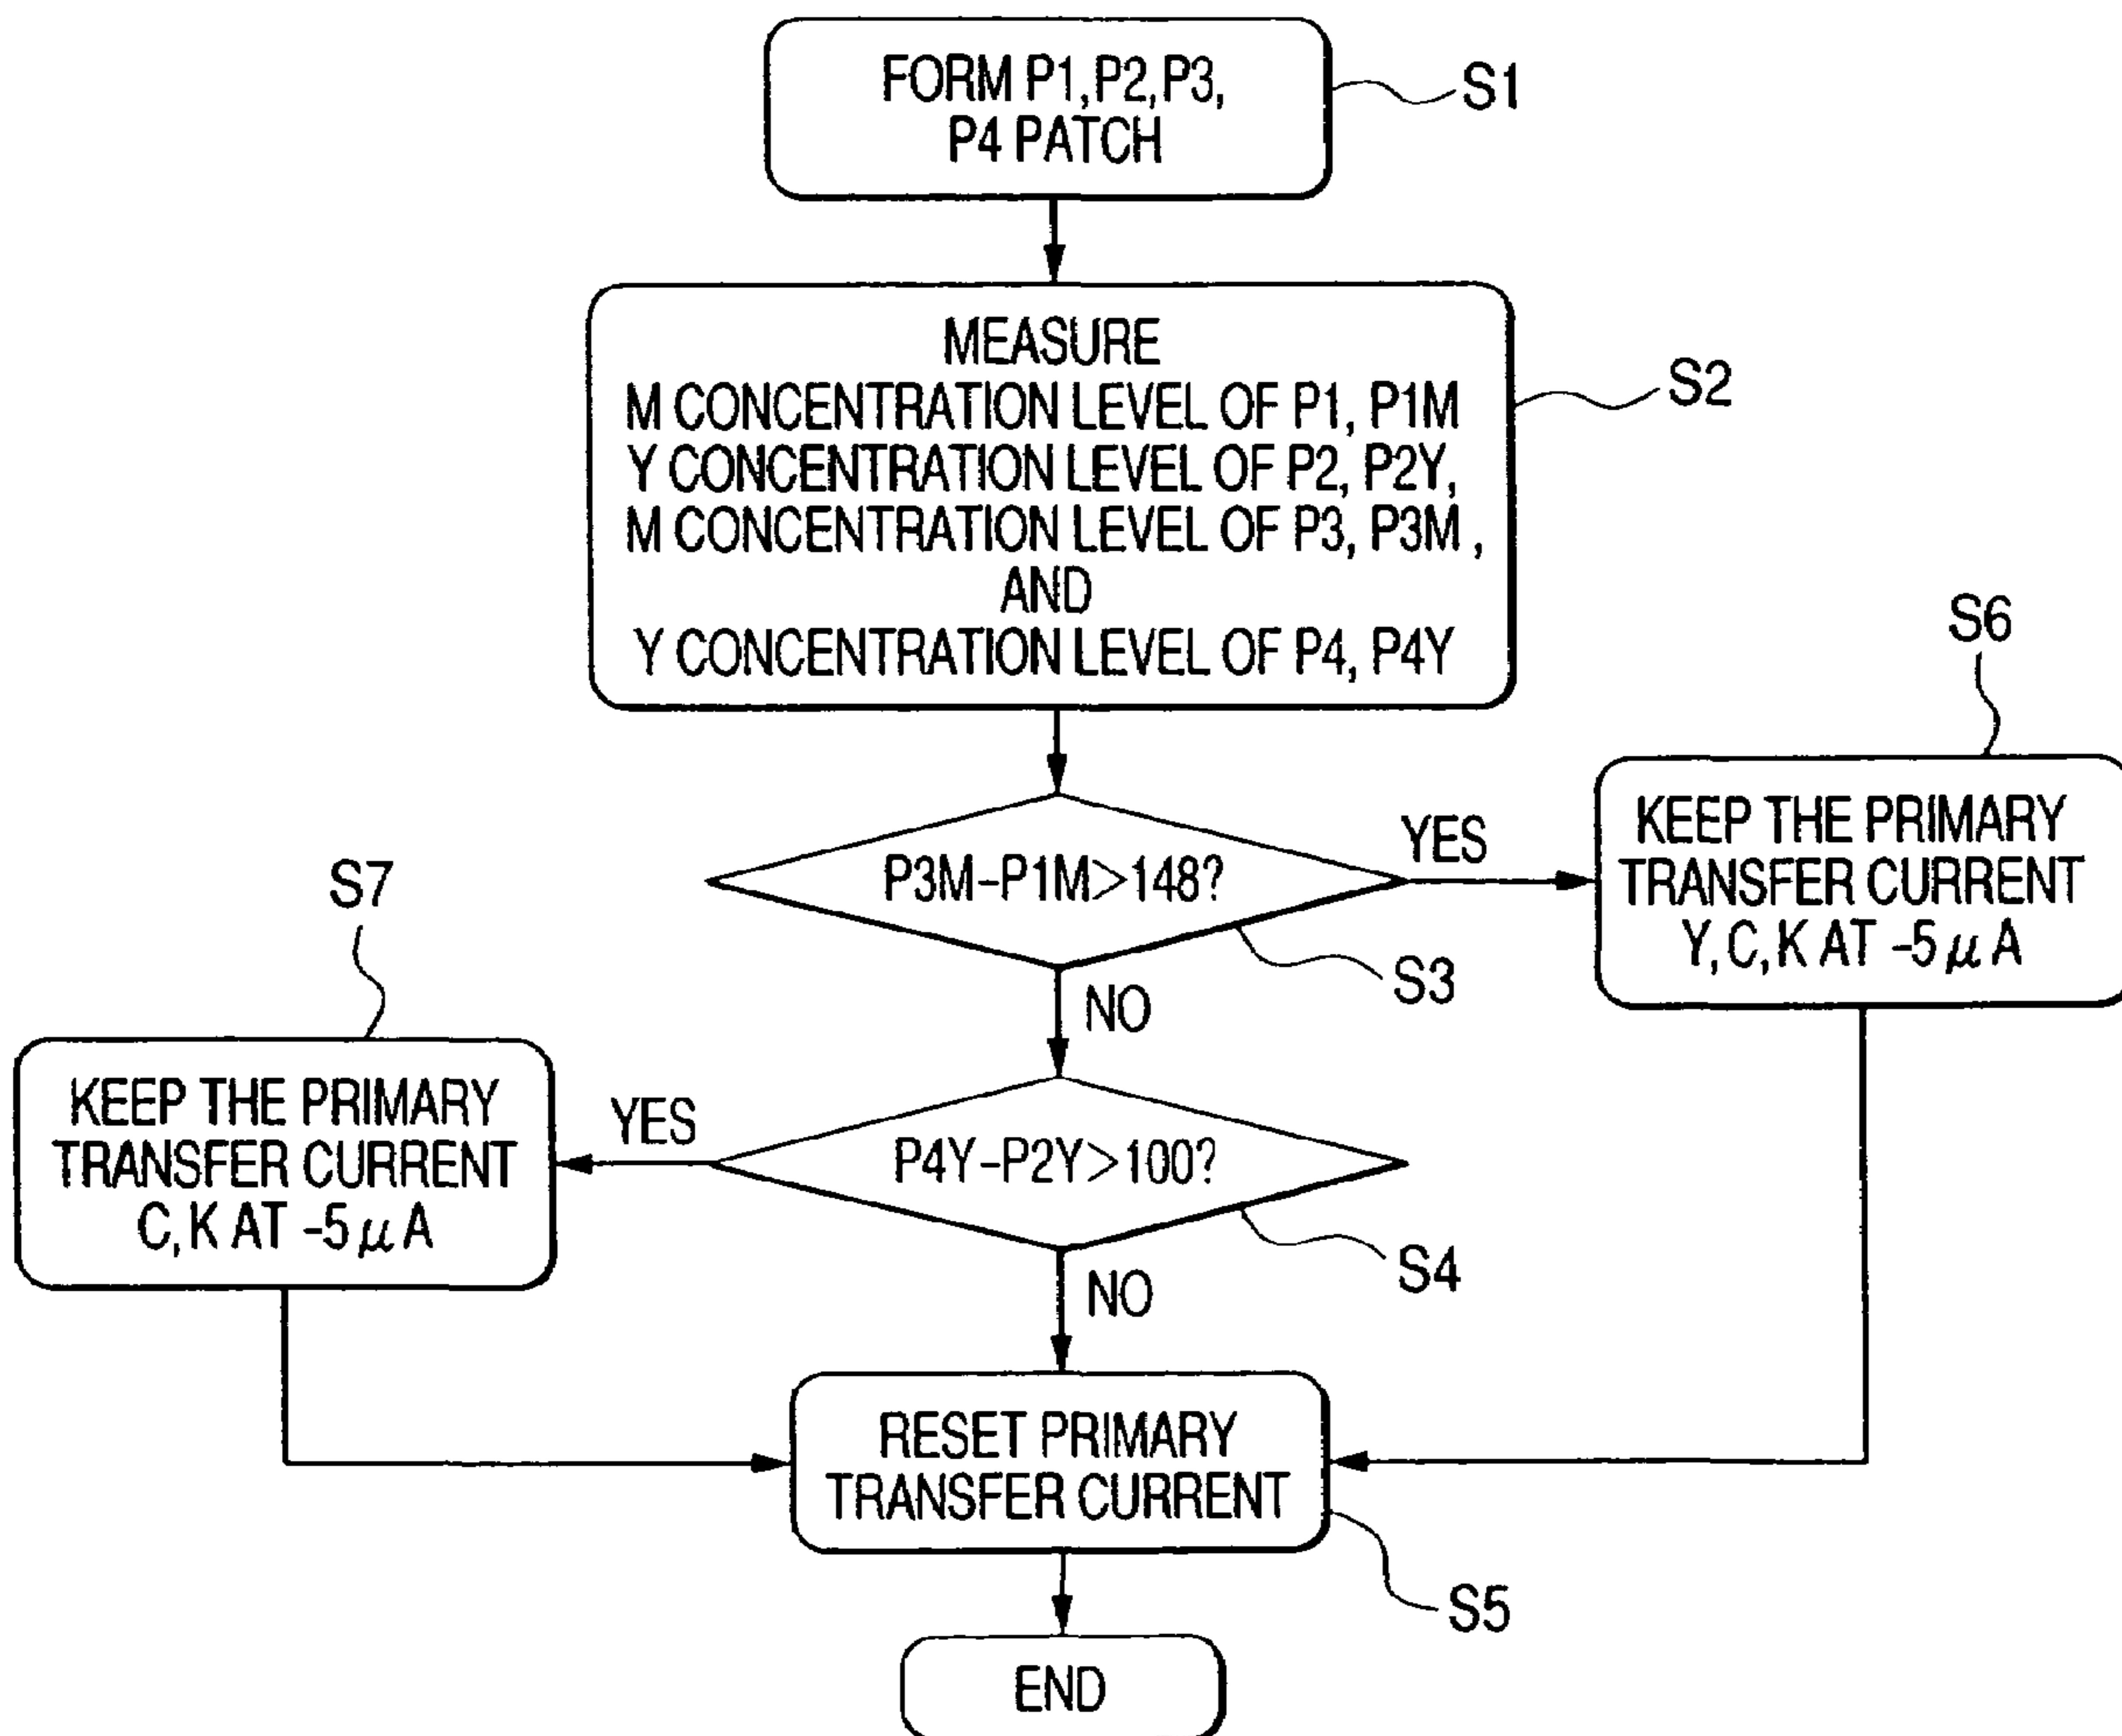 FORM P1, P2, P3,
P4 PATCH
S1
MEASURE
M CONCENTRATION LEVEL OF P1, P1M
Y CONCENTRATION LEVEL OF P2, P2Y,
M CONCENTRATION LEVEL OF P3, P3M ,
AND
Y CONCENTRATION LEVEL OF P4, P4Y
S2
P3M-P1M>148?
S3
YES
KEEP THE PRIMARY
TRANSFER CURRENT
Y, C, K AT -5 μ A
S6
NO
P4Y-P2Y>100?
S4
YES
KEEP THE PRIMARY
TRANSFER CURRENT
C, K AT -5 μ A
S7
NO
RESET PRIMARY
TRANSFER CURRENT
S5
END